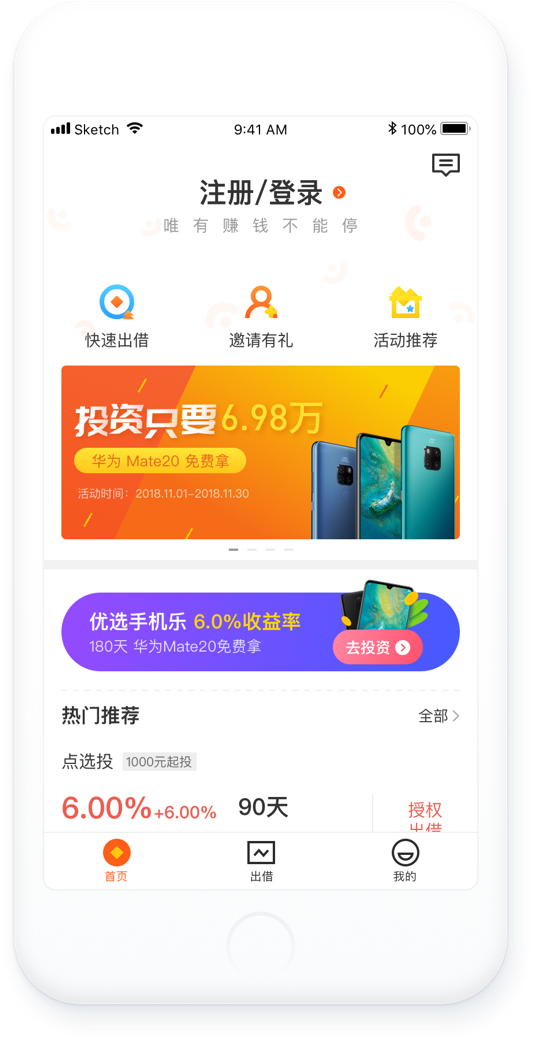 Sketch 9:41 AM 100%
注册/登录
唯有赚钱不能停
快速出借 邀请有礼 活动推荐
投资只要6.98万
华为 Mate20 免费拿
活动时间：2018.11.01-2018.11.30
优选手机乐 6.0%收益率
180天 华为Mate20免费拿
去投资
热门推荐 全部
点选投 1000元起投
6.00%+6.00% 90天 授权
出借
首页 出借 我的